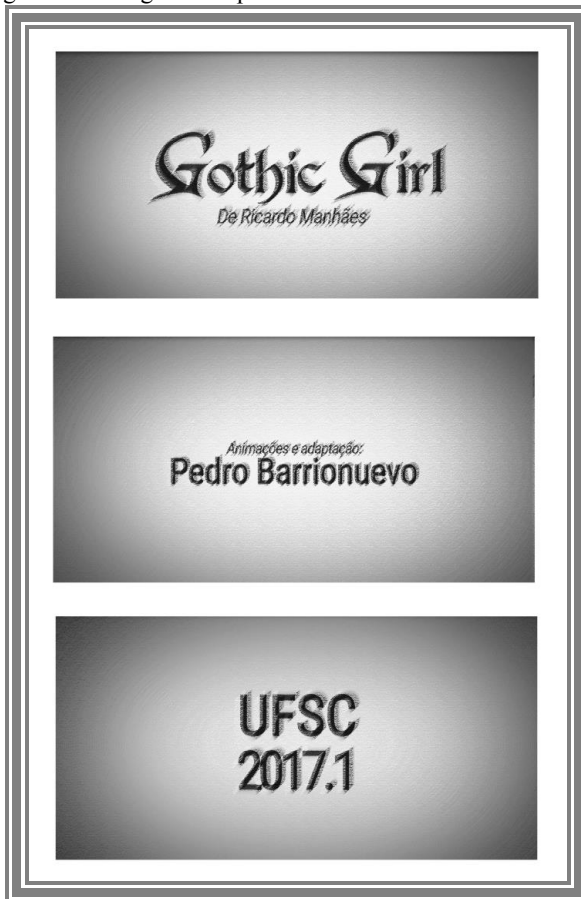 Gothic Girl
De Ricardo Manhães
Animações e adaptação:
Pedro Barrionuevo
UFSC
2017.1